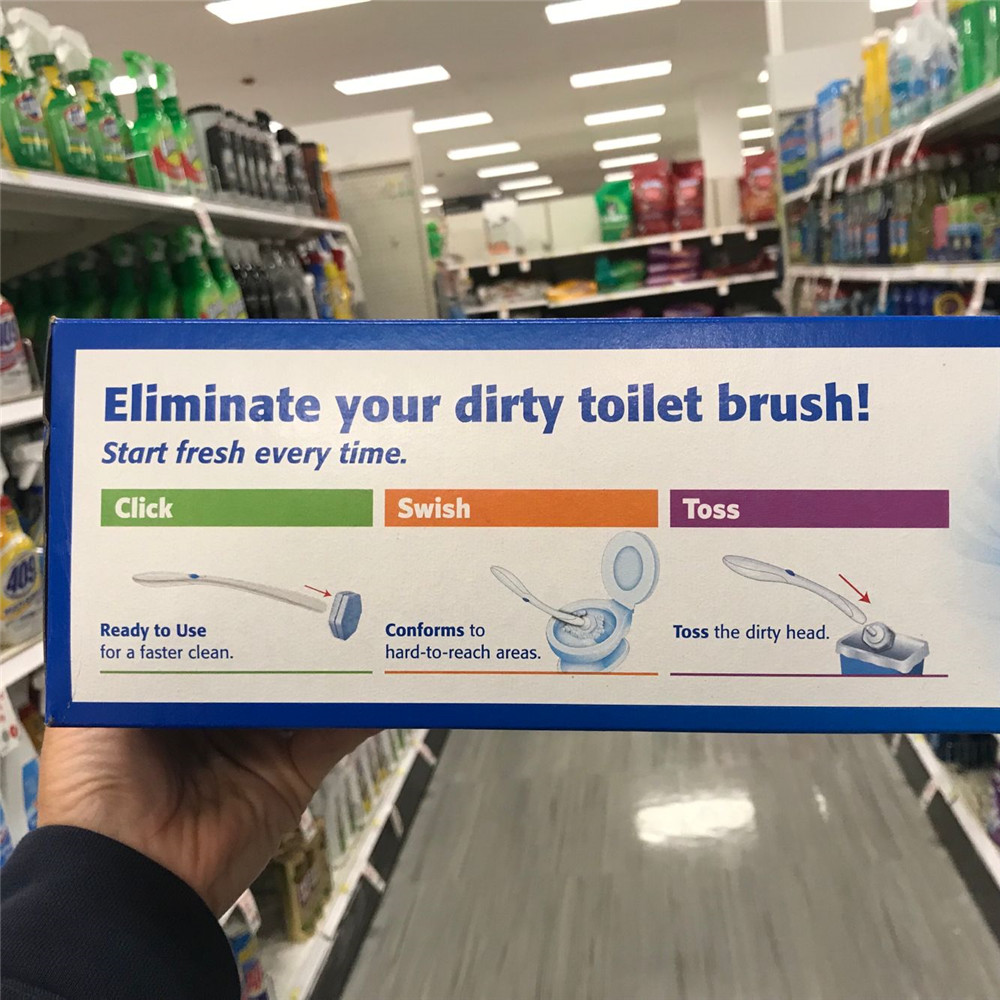 Eliminate your dirty toilet brush!
Start fresh every time.
Click
Swish
Toss
Ready to Use
for a faster clean.
Conforms to
hard-to-reach areas.
Toss the dirty head.
409